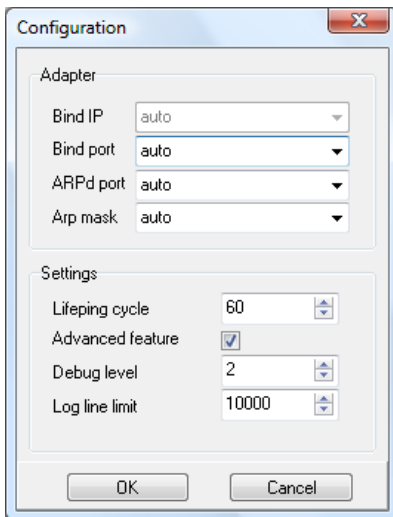 Configuration
Adapter
Bind IP auto
Bind port auto
ARPd port auto
Arp mask auto
Settings
Lifeping cycle 60
Advanced feature
Debug level 2
Log line limit 10000
OK Cancel